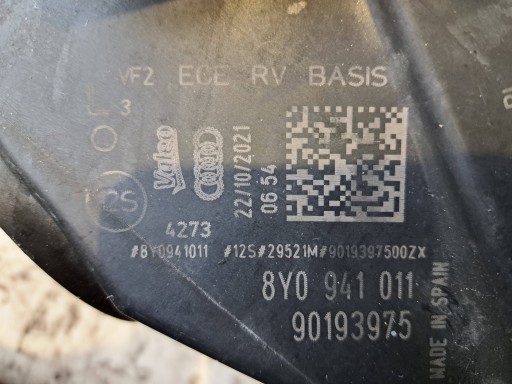 VF2 ECE RV BASIS
3
Valeo
22/10/2021
06:54
12S
4273
#8Y0941011 #12S#29521M#9019397500ZX
8Y0 941 011
90193975
MADE IN SPAIN